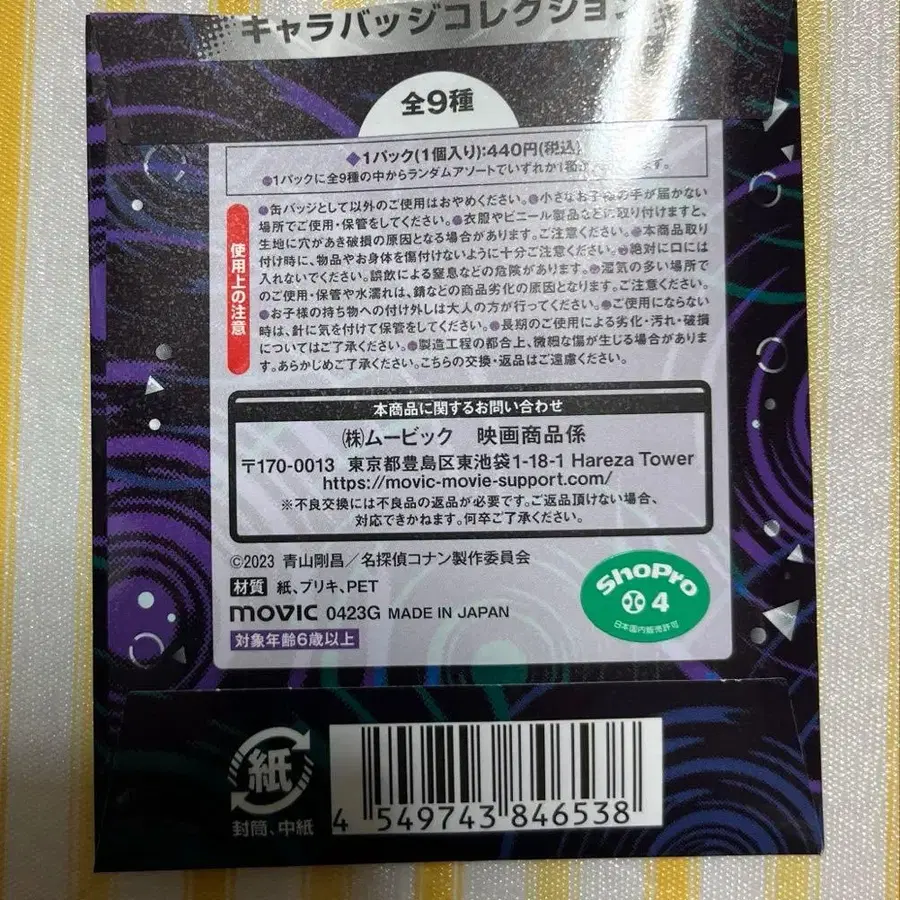 キャラバッジコレクション
全9種
◆1パック(1個入り):440円(税込)
●1パックに全9種の中からランダムアソートでいずれか1種
使用上の注意
●缶バッジとして以外のご使用はおやめください。●小さなお子様の手が届かない
場所でご使用・保管をしてください。●衣服やビニール製品などに取り付けますと、
生地に穴があき破損の原因となる場合があります。ご注意ください。●本商品取り
付け時に、物品やお身体を傷付けないように十分ご注意ください。●絶対に口には
入れないでください。誤飲による窒息などの危険があります。●湿気の多い場所で
のご使用・保管や水濡れは、錆などの商品劣化の原因となります。ご注意ください。
●お子様の持ち物への付け外しは大人の方が行ってください。●ご使用にならない
時は、針に気を付けて保管をしてください。●長期のご使用による劣化・汚れ・破損
についてはご了承ください。●製造工程の都合上、微細な傷が生じる場合がありま
す。あらかじめご了承ください。こちらの交換・返品はご遠慮ください。
本商品に関するお問い合わせ
㈱ムービック 映画商品係
〒170-0013 東京都豊島区東池袋1-18-1 Hareza Tower
https://movic-movie-support.com/
※不良交換には不良品の返品が必要です。ご返品頂けない場合、
対応できかねます。何卒ご了承ください。
©2023 青山剛昌／名探偵コナン製作委員会
材質 紙、ブリキ、PET
movic 0423G MADE IN JAPAN
対象年齢6歳以上
ShoPro
4
日本国内販売許可
紙
封筒、中紙
4 549743 846538